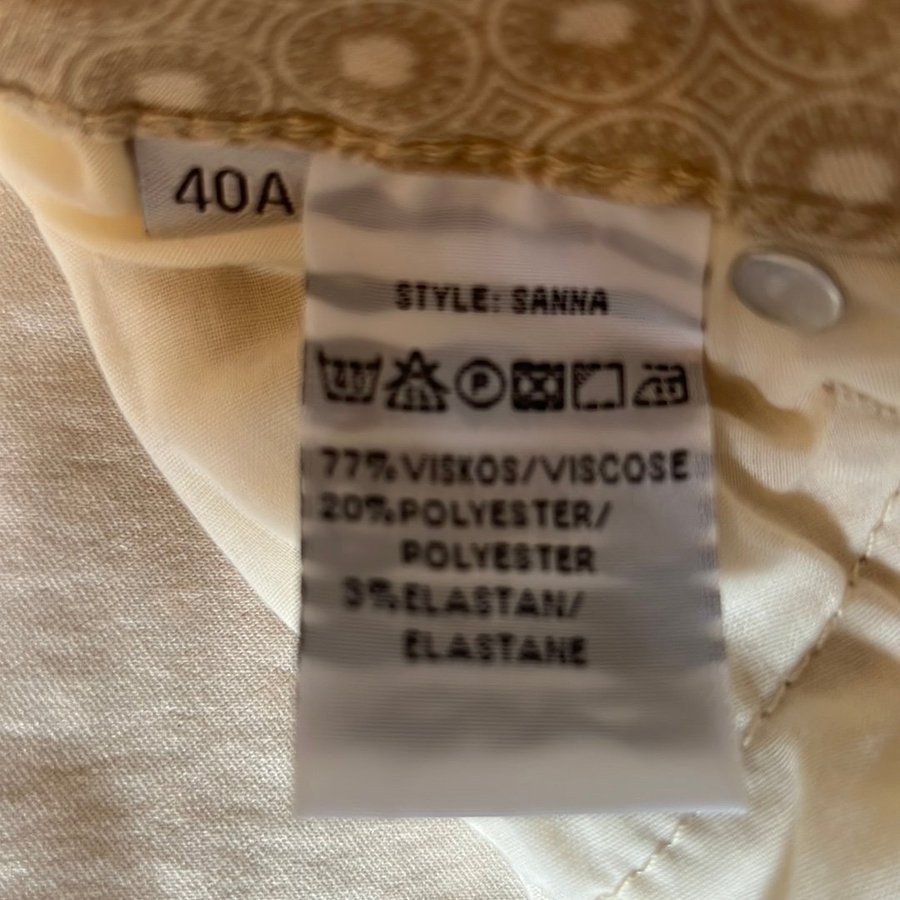 40A
STYLE: SANNA
P
77% VISKOS/VISCOSE
20% POLYESTER/
POLYESTER
3% ELASTAN/
ELASTANE